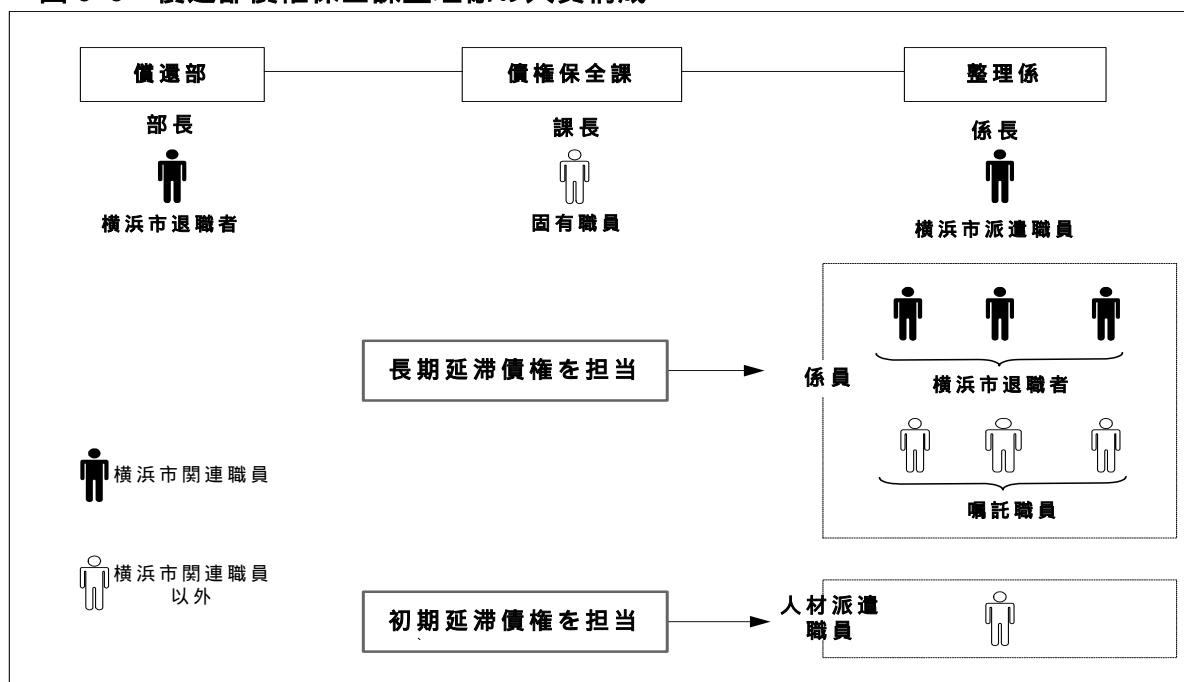 償還部 債権保全課 整理係
部長 課長 係長
横浜市退職者 固有職員 横浜市派遣職員
長期延滞債権を担当
係員
横浜市退職者
嘱託職員
横浜市関連職員
横浜市関連職員
以外
初期延滞債権を担当
人材派遣
職員